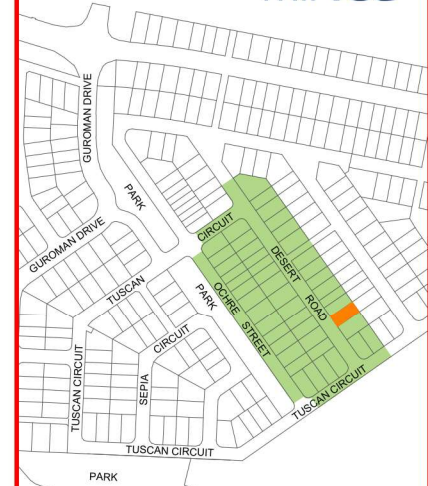 GUROMAN DRIVE
PARK
CIRCUIT
GUROMAN DRIVE
DESERT ROAD
TUSCAN
PARK
OCHRE STREET
CIRCUIT
TUSCAN CIRCUIT
SEPIA
TUSCAN CIRCUIT
TUSCAN CIRCUIT
PARK